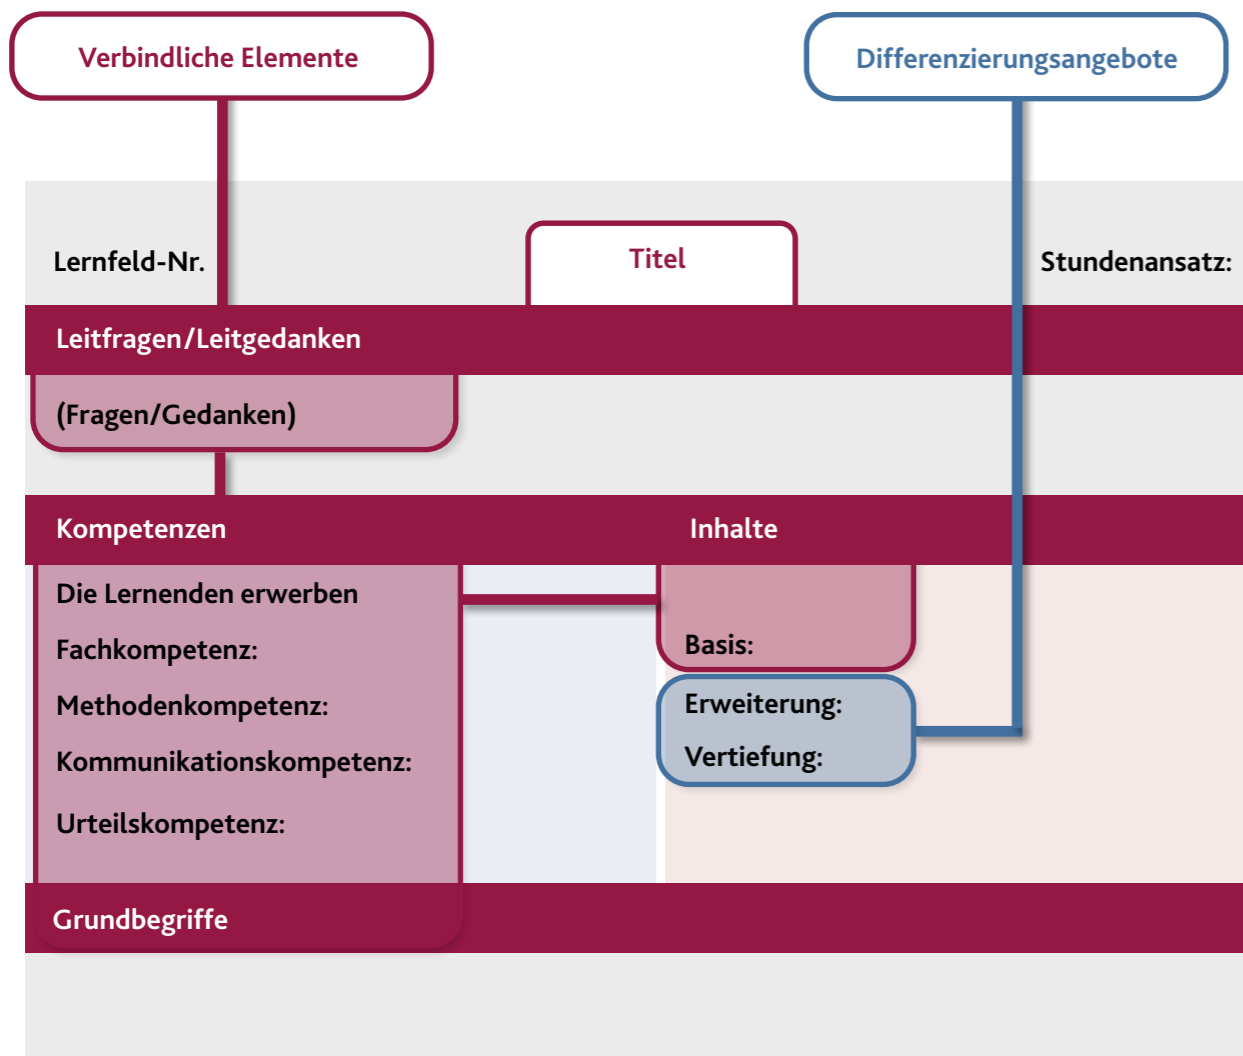 Verbindliche Elemente
Differenzierungsangebote
Lernfeld-Nr.
Titel
Stundenansatz:
Leitfragen/Leitgedanken
(Fragen/Gedanken)
Kompetenzen
Inhalte
Die Lernenden erwerben
Fachkompetenz:
Methodenkompetenz:
Kommunikationskompetenz:
Urteilskompetenz:
Basis:
Erweiterung:
Vertiefung:
Grundbegriffe